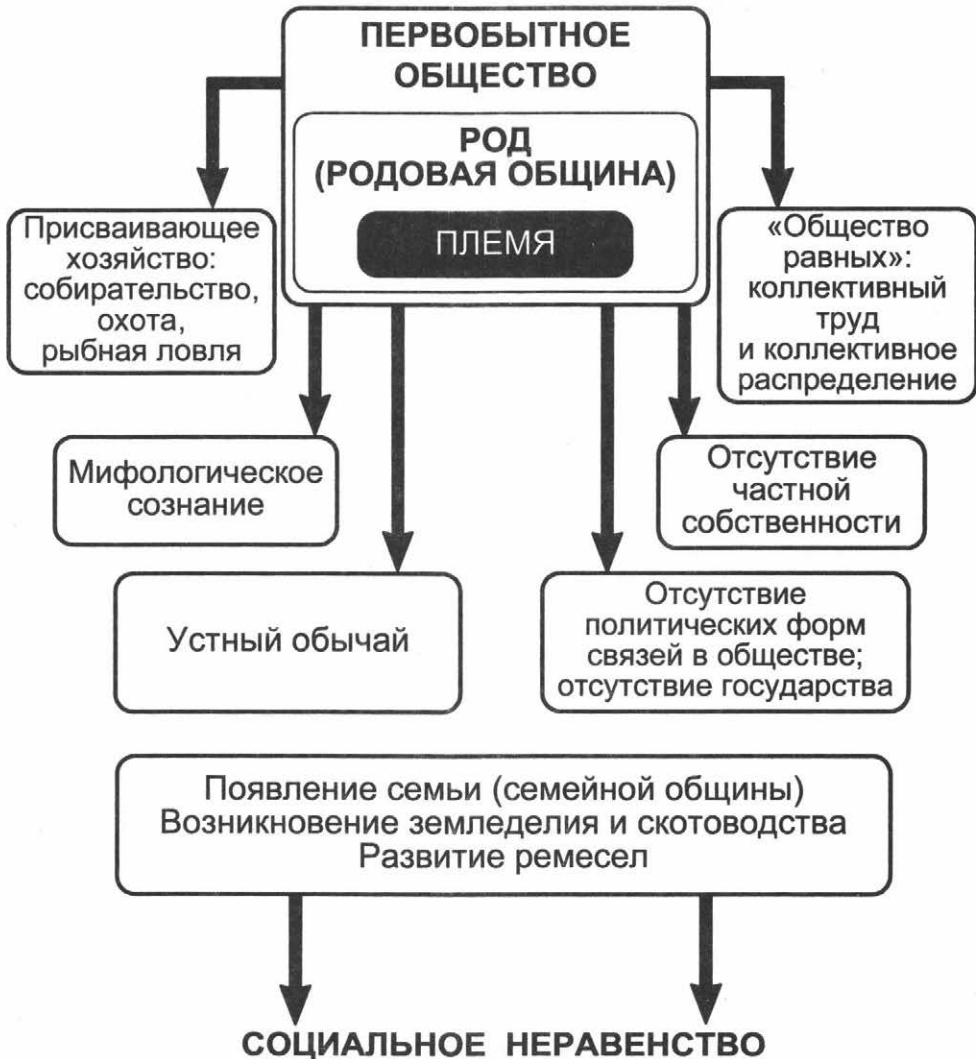 ПЕРВОБЫТНОЕ
ОБЩЕСТВО
РОД
(РОДОВАЯ ОБЩИНА)
ПЛЕМЯ
Присваивающее
хозяйство:
собирательство,
охота,
рыбная ловля
«Общество
равных»:
коллективный
труд
и коллективное
распределение
Мифологическое
сознание
Отсутствие
частной
собственности
Устный обычай
Отсутствие
политических форм
связей в обществе;
отсутствие государства
Появление семьи (семейной общины)
Возникновение земледелия и скотоводства
Развитие ремесел
СОЦИАЛЬНОЕ НЕРАВЕНСТВО